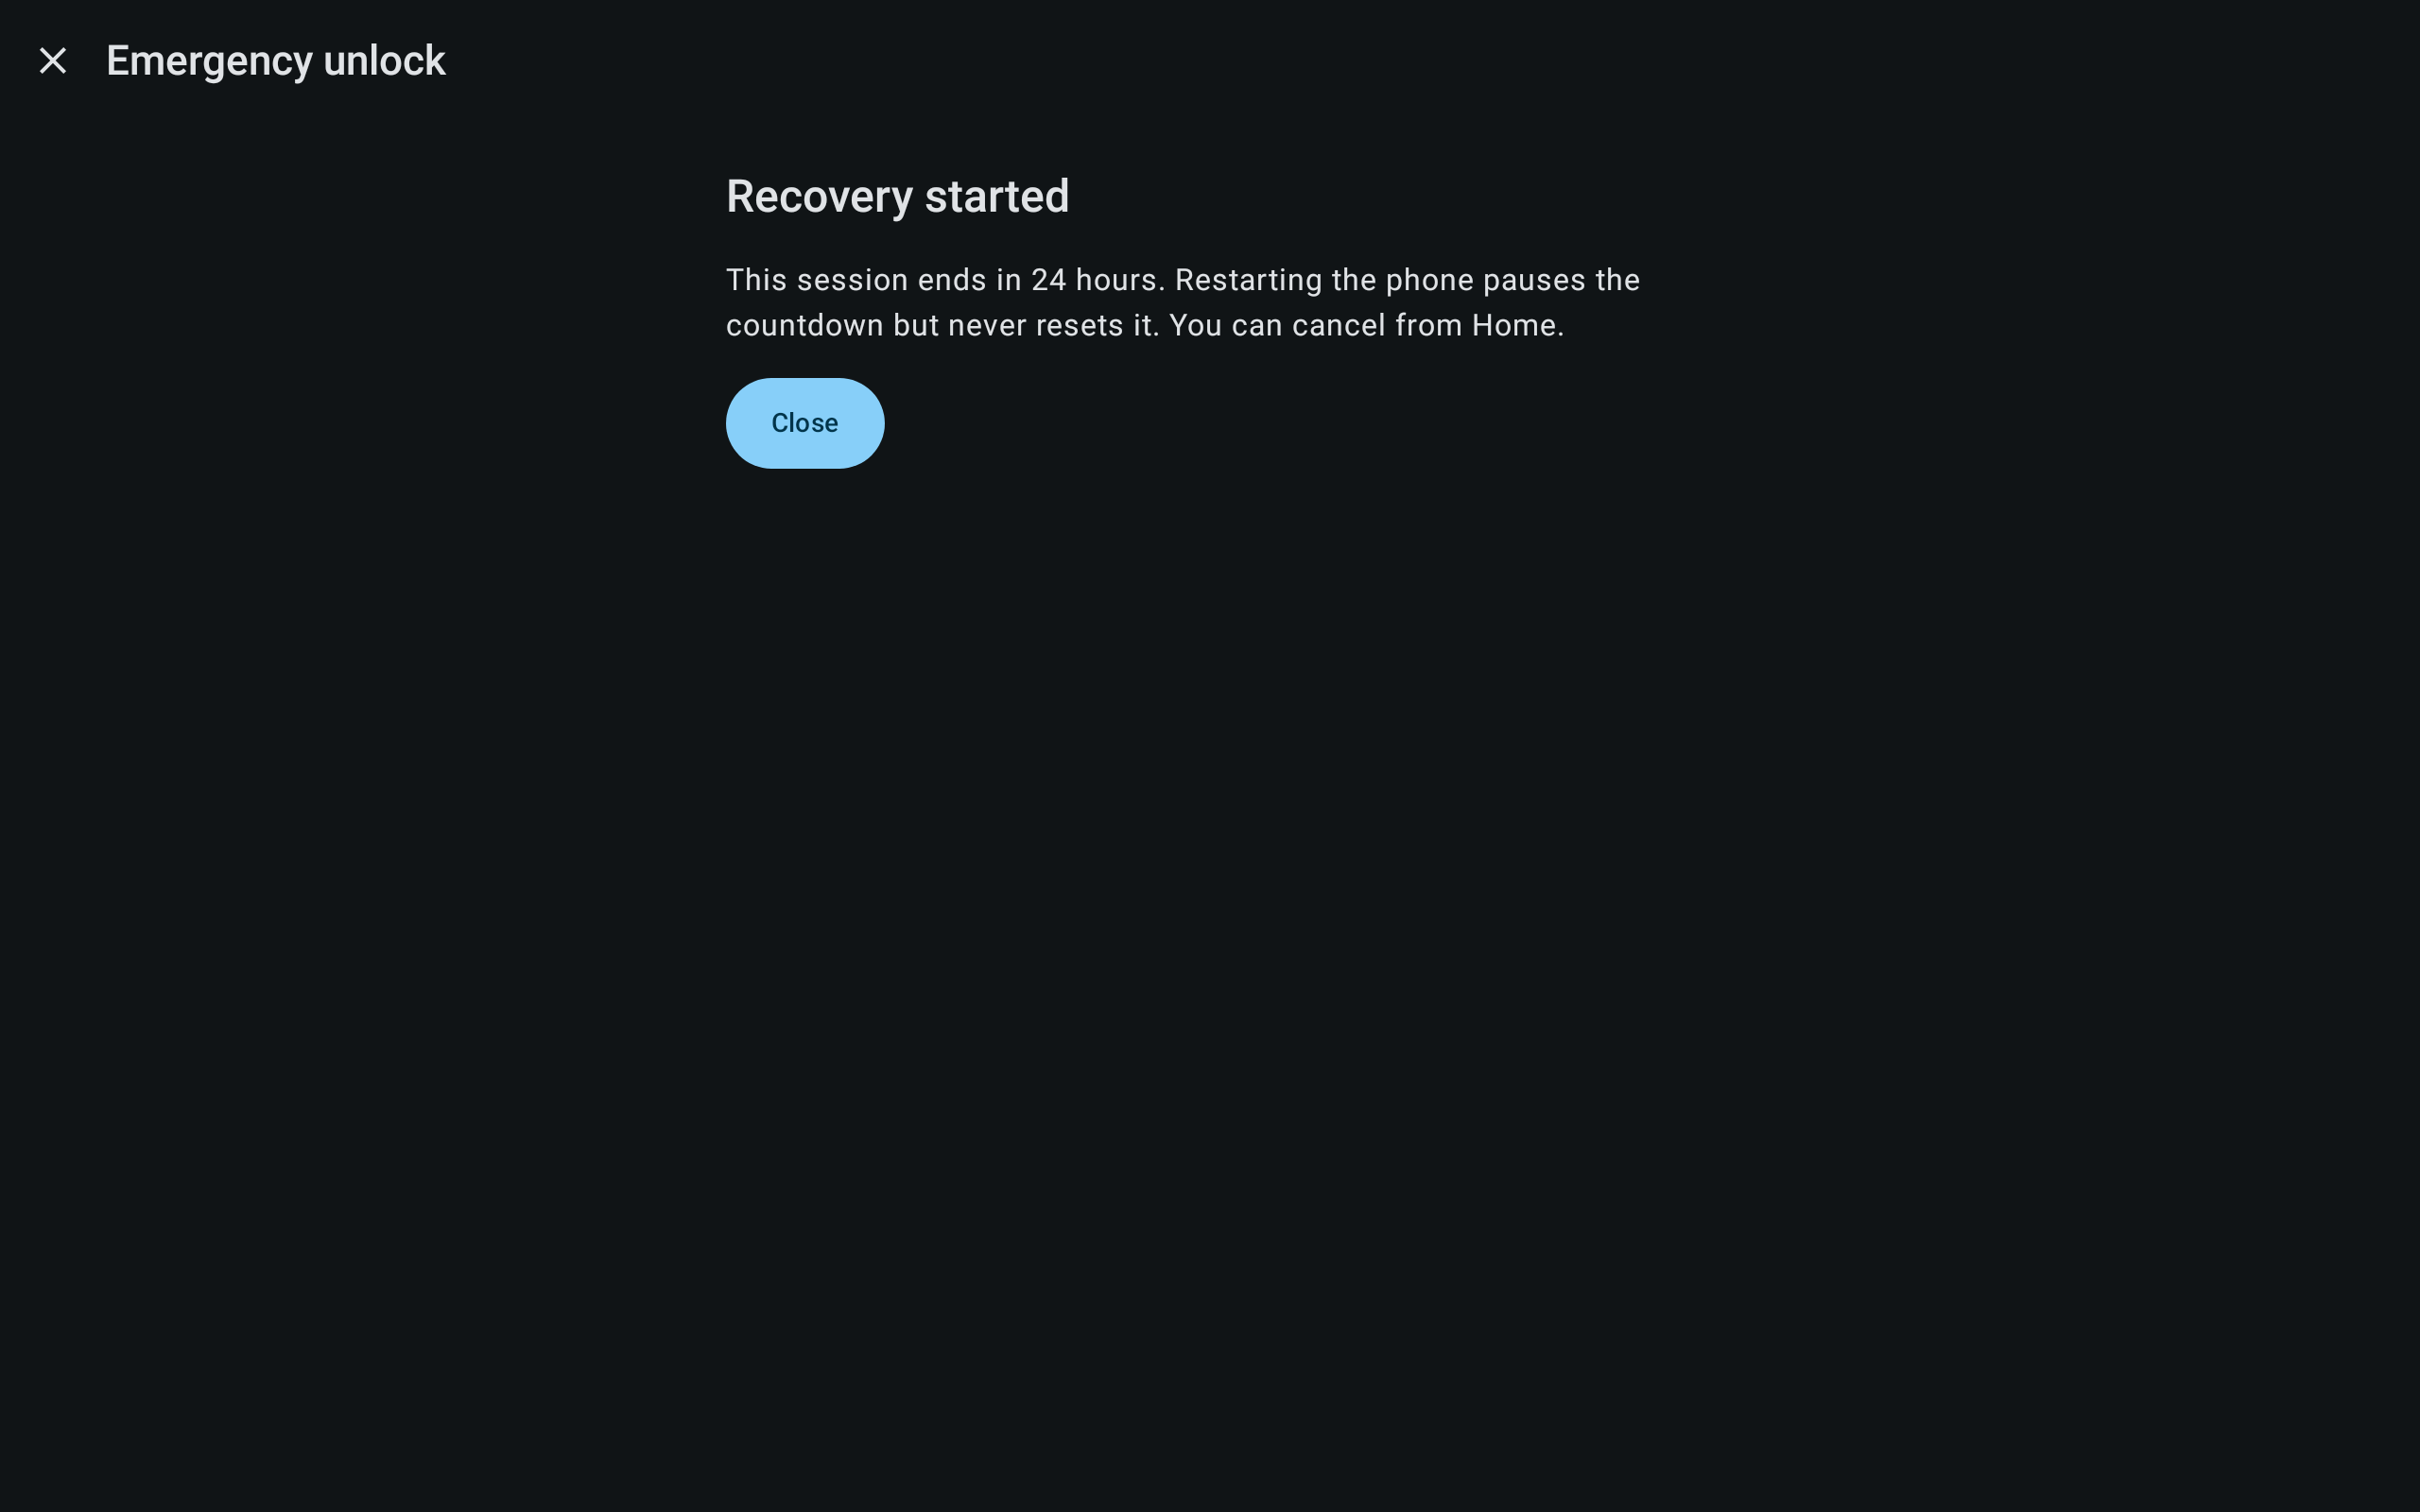 Emergency unlock
Recovery started
This session ends in 24 hours. Restarting the phone pauses the
countdown but never resets it. You can cancel from Home.
Close